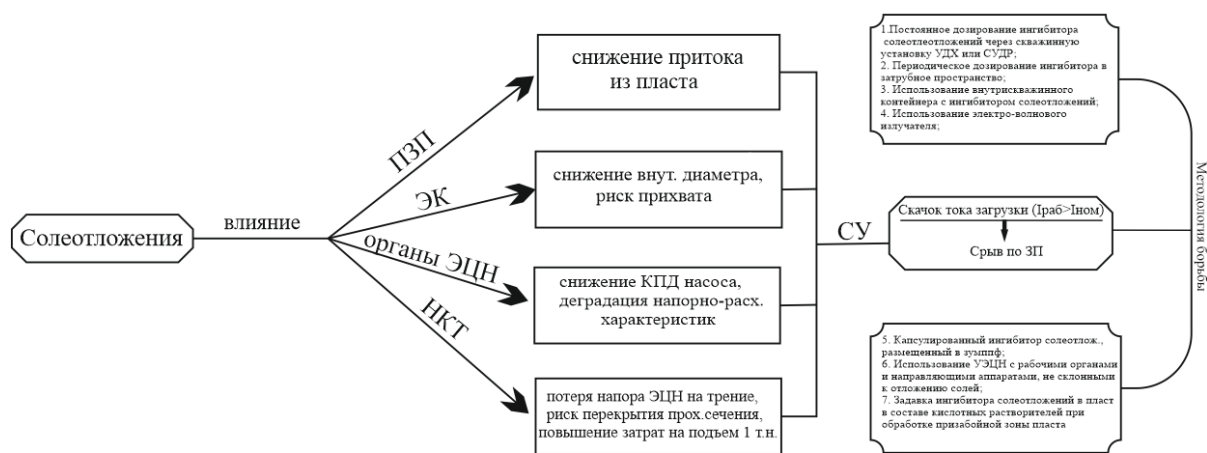 Солеотложения
влияние
ПЗП
ЭК
органы ЭЦН
НКТ
снижение притока
из пласта
снижение внут. диаметра,
риск прихвата
снижение КПД насоса,
деградация напорно-расх.
характеристик
потеря напора ЭЦН на трение,
риск перекрытия прох.сечения,
повышение затрат на подъем 1 т.н.
СУ
1.Постоянное дозирование ингибитора
солеотлеотложений через скважинную
установку УДХ или СУДР;
2. Периодическое дозирование ингибитора в
затрубное пространство;
3. Использование внутрискважинного
контейнера с ингибитором солеотложений;
4. Использование электро-волнового
излучателя;
Скачок тока загрузки (Iраб>Iном)
Срыв по ЗП
5. Капсулированный ингибитор солеотлож.,
размещенный в зумппф;
6. Использование УЭЦН с рабочими органами
и направляющими аппаратами, не склонными
к отложению солей;
7. Задавка ингибитора солеотложений в пласт
в составе кислотных растворителей при
обработке призабойной зоны пласта
Методология борьбы